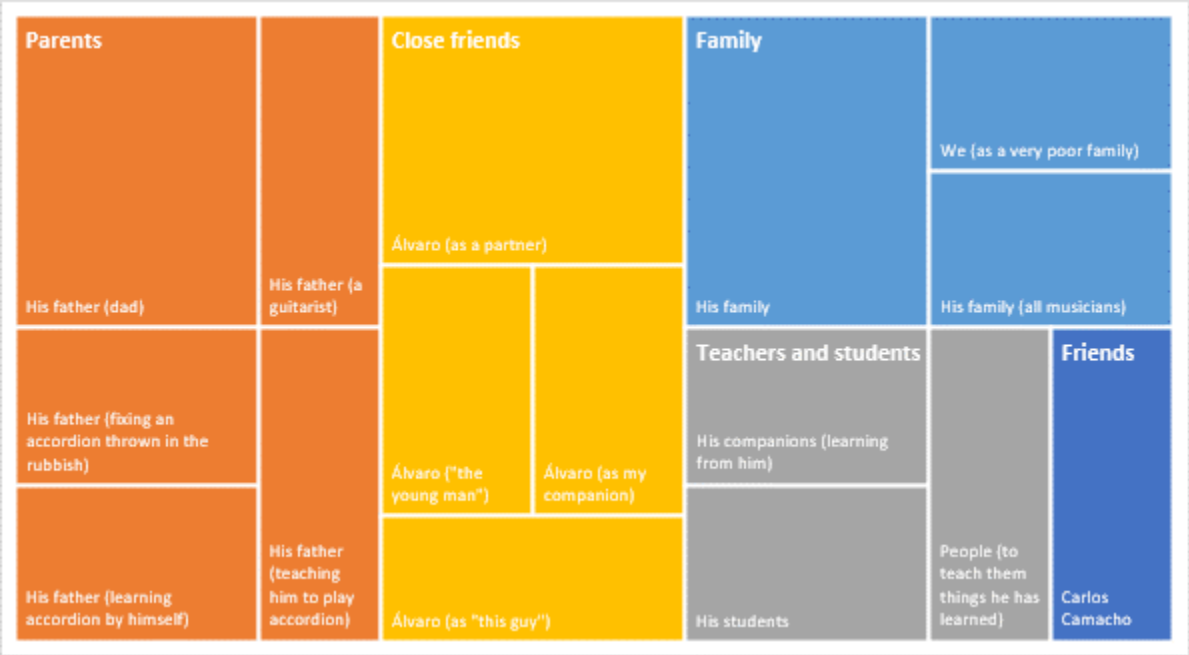 Parents
His father (dad)
His father (a
guitarist)
His father (fixing an
accordion thrown in the
rubbish)
His father (learning
accordion by himself)
His father
(teaching
him to play
accordion)
Close friends
Álvaro (as a partner)
Álvaro ("the
young man")
Álvaro (as my
companion)
Álvaro (as "this guy")
Family
His family
We (as a very poor family)
His family (all musicians)
Teachers and students
His companions (learning
from him)
His students
People (to
teach them
things he has
learned)
Friends
Carlos
Camacho